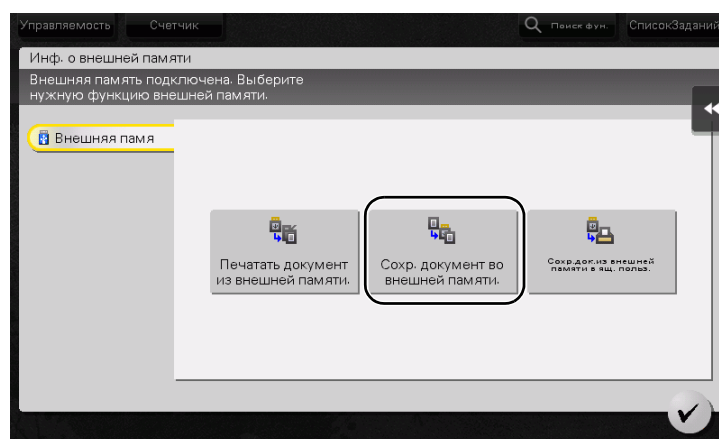 Управляемость Счетчик Поиск фун. СписокЗаданий
Инф. о внешней памяти
Внешняя память подключена. Выберите
нужную функцию внешней памяти.
Внешняя памя
Печатать документ
из внешней памяти.
Сохр. документ во
внешней памяти.
Сохр.док.из внешней
памяти в ящ. польз.